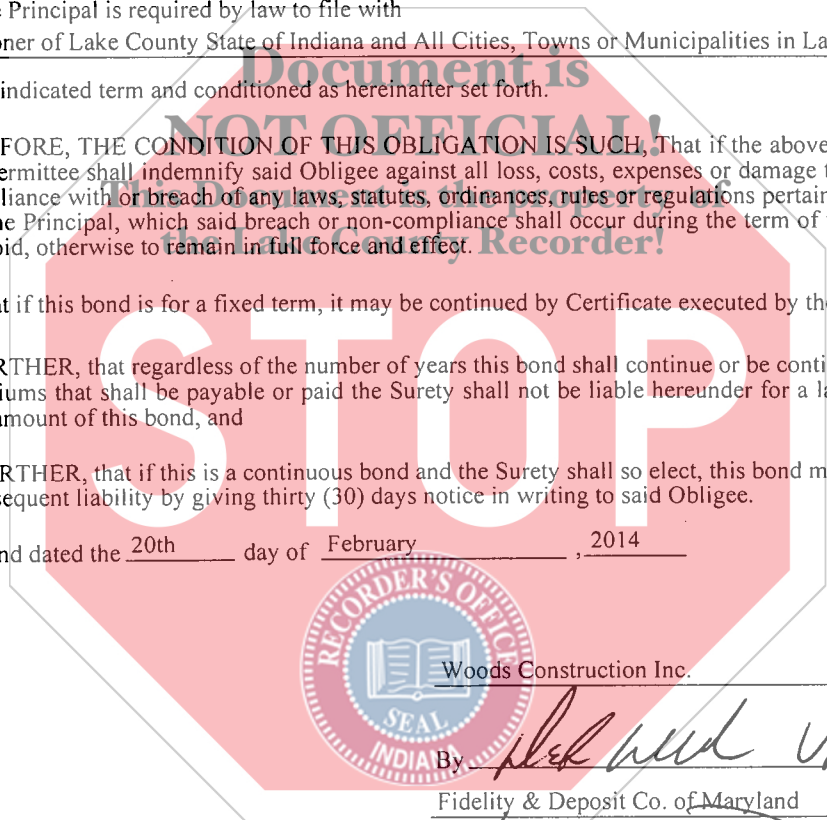 Principal is required by law to file with
oner of Lake County State of Indiana and All Cities, Towns or Municipalities in La
Document is
indicated term and conditioned as hereinafter set forth.
NOT OFFICIAL!
FORE, THE CONDITION OF THIS OBLIGATION IS SUCH, That if the above
ermittee shall indemnify said Obligee against all loss, costs, expenses or damage t
This Document is the property of
liance with or breach of any laws, statutes, ordinances, rules or regulations pertain
e Principal, which said breach or non-compliance shall occur during the term of
the Lake County Recorder!
oid, otherwise to remain in full force and effect.
t if this bond is for a fixed term, it may be continued by Certificate executed by the
STOP
RTHER, that regardless of the number of years this bond shall continue or be conti
iums that shall be payable or paid the Surety shall not be liable hereunder for a la
amount of this bond, and
RTHER, that if this is a continuous bond and the Surety shall so elect, this bond m
sequent liability by giving thirty (30) days notice in writing to said Obligee.
nd dated the 20th day of February , 2014
RECORDER'S OFFICE
SEAL
INDIANA
Woods Construction Inc.
By
Fidelity & Deposit Co. of Maryland